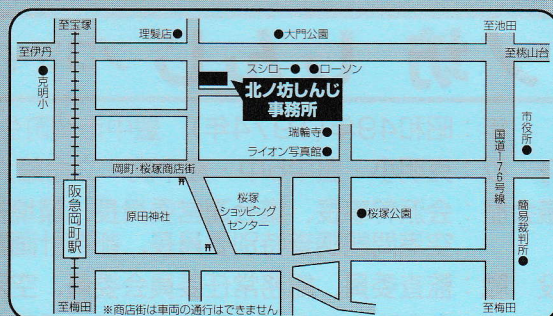 至宝塚
理髪店
大門公園
至池田
至伊丹
至桃山台
スシロー
ローソン
克明小
北ノ坊しんじ
事務所
市役所
瑞輪寺
ライオン写真館
国道176号線
岡町・桜塚商店街
阪急岡町駅
原田神社
桜塚
ショッピング
センター
桜塚公園
簡易裁判所
至梅田
※商店街は車両の通行はできません
至梅田